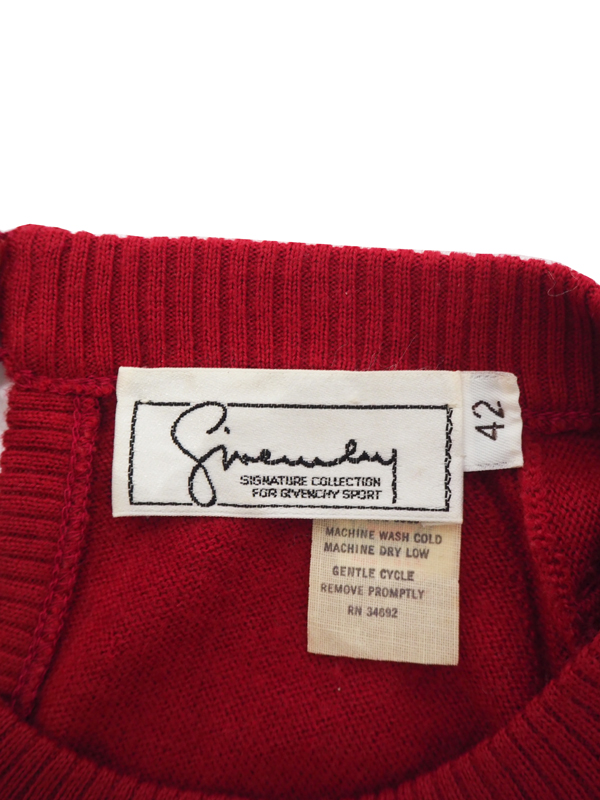 Givenchy
SIGNATURE COLLECTION
FOR GIVENCHY SPORT
42
MACHINE WASH COLD
MACHINE DRY LOW
GENTLE CYCLE
REMOVE PROMPTLY
RN 34692